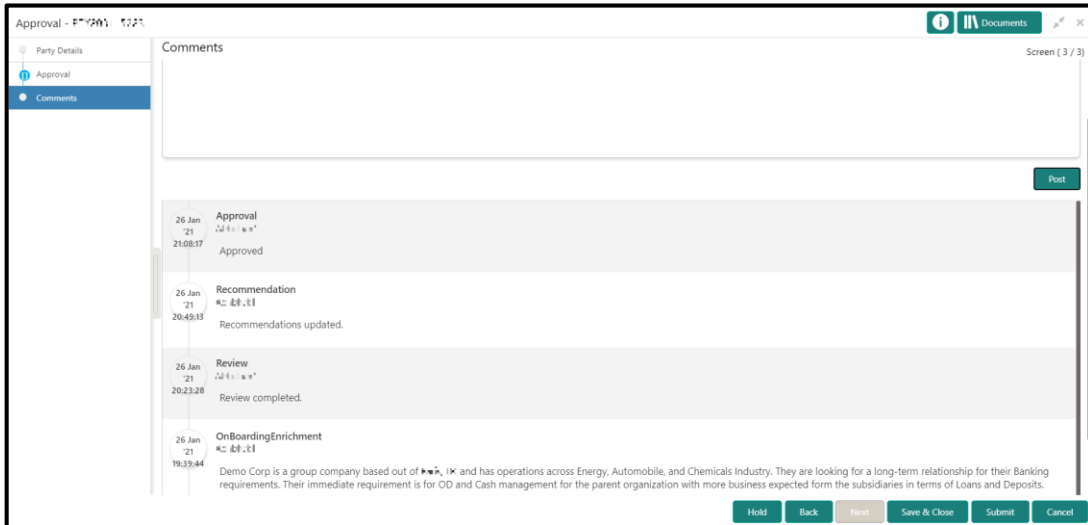 Approval -
Documents
Party Details
Approval
Comments
Comments
Screen ( 3 / 3)
Post
26 Jan
'21
21:08:17
Approval
Approved
26 Jan
'21
20:49:13
Recommendation
Recommendations updated.
26 Jan
'21
20:23:28
Review
Review completed.
26 Jan
'21
19:39:44
OnBoardingEnrichment
Demo Corp is a group company based out of and has operations across Energy, Automobile, and Chemicals Industry. They are looking for a long-term relationship for their Banking
requirements. Their immediate requirement is for OD and Cash management for the parent organization with more business expected form the subsidiaries in terms of Loans and Deposits.
Hold
Back
Next
Save & Close
Submit
Cancel